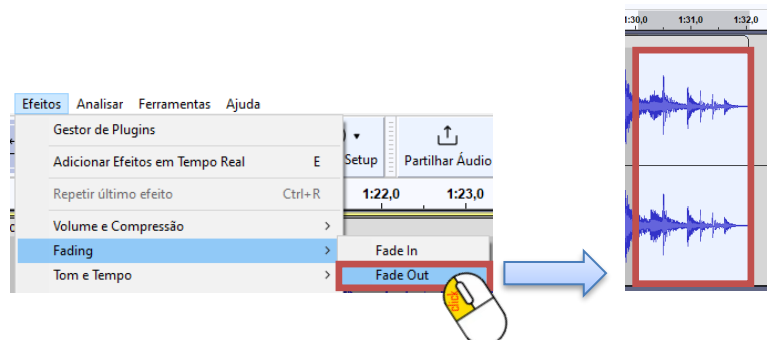 1:30,0 1:31,0 1:32,0
Efeitos Analisar Ferramentas Ajuda
Gestor de Plugins
Adicionar Efeitos em Tempo Real E
Setup Partilhar Áudio
Repetir último efeito Ctrl+R
1:22,0 1:23,0
Volume e Compressão
Fading
Fade In
Tom e Tempo
Fade Out
click